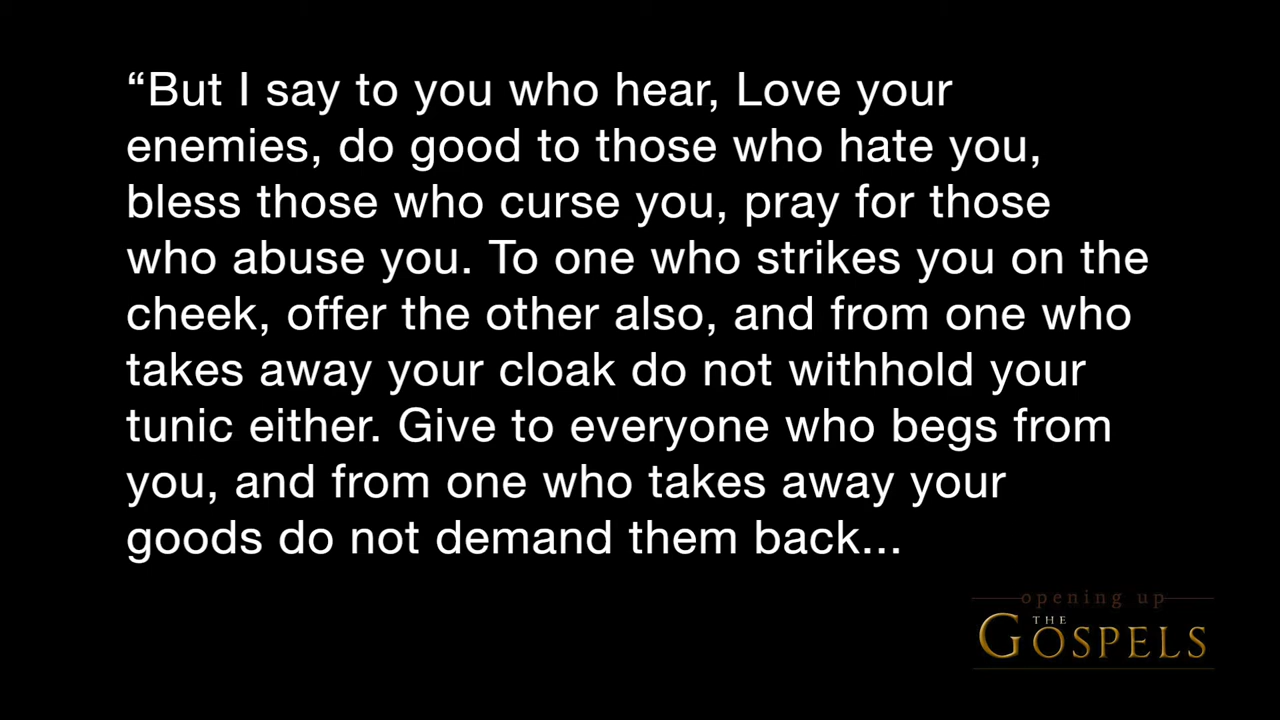 “But I say to you who hear, Love your
enemies, do good to those who hate you,
bless those who curse you, pray for those
who abuse you. To one who strikes you on the
cheek, offer the other also, and from one who
takes away your cloak do not withhold your
tunic either. Give to everyone who begs from
you, and from one who takes away your
goods do not demand them back...
opening up
THE
GOSPELS